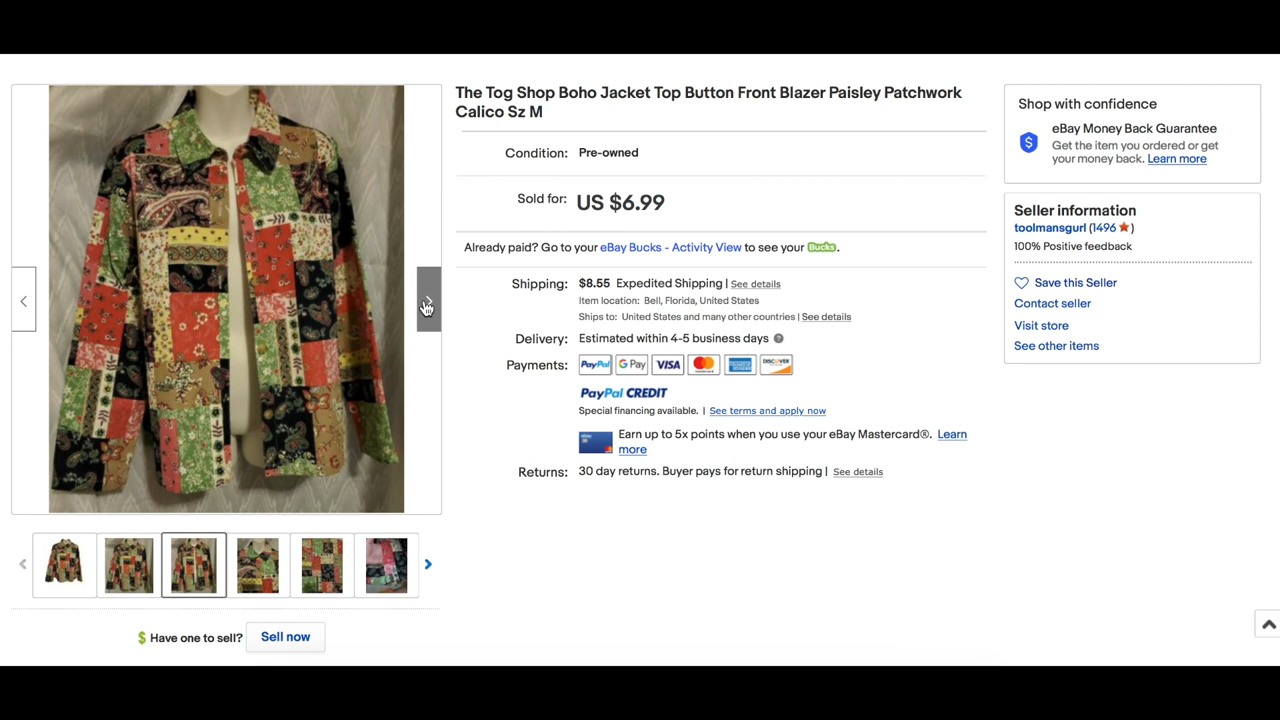 The Tog Shop Boho Jacket Top Button Front Blazer Paisley Patchwork
Calico Sz M
Condition: Pre-owned
Sold for: US $6.99
Already paid? Go to your eBay Bucks - Activity View to see your Bucks.
Shipping: $8.55 Expedited Shipping | See details
Item location: Bell, Florida, United States
Ships to: United States and many other countries | See details
Delivery: Estimated within 4-5 business days ?
Payments: PayPal G Pay VISA mastercard AMERICAN EXPRESS DISCOVER
PayPal CREDIT
Special financing available. | See terms and apply now
Earn up to 5x points when you use your eBay Mastercard®. Learn
more
Returns: 30 day returns. Buyer pays for return shipping | See details
$ Have one to sell? Sell now
Shop with confidence
eBay Money Back Guarantee
$
Get the item you ordered or get
your money back. Learn more
Seller information
toolmansgurl (1496 ★)
100% Positive feedback
Save this Seller
Contact seller
Visit store
See other items